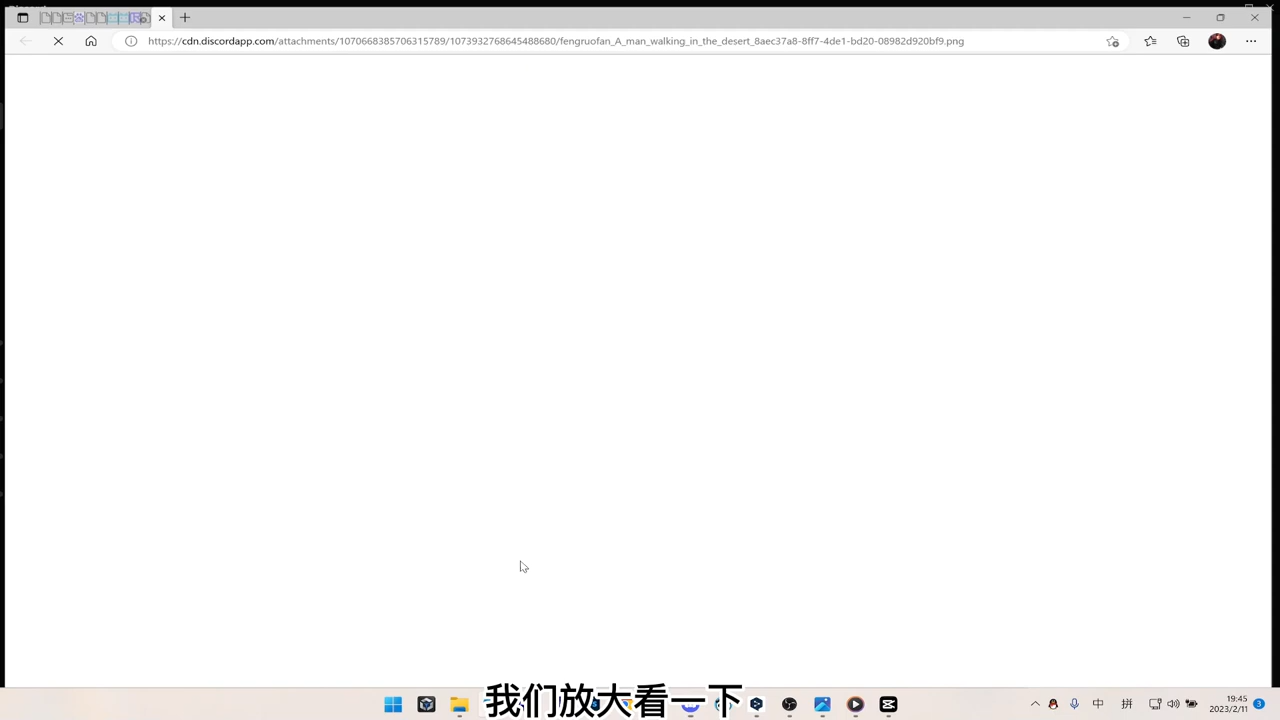 https://cdn.discordapp.com/attachments/1070668385706315789/1073932768645488680/fengruofan_A_man_walking_in_the_desert_8aec37a8-8ff7-4de1-bd20-08982d920bf9.png
我们放大看一下
中
拼
19:45
2023/2/11
3